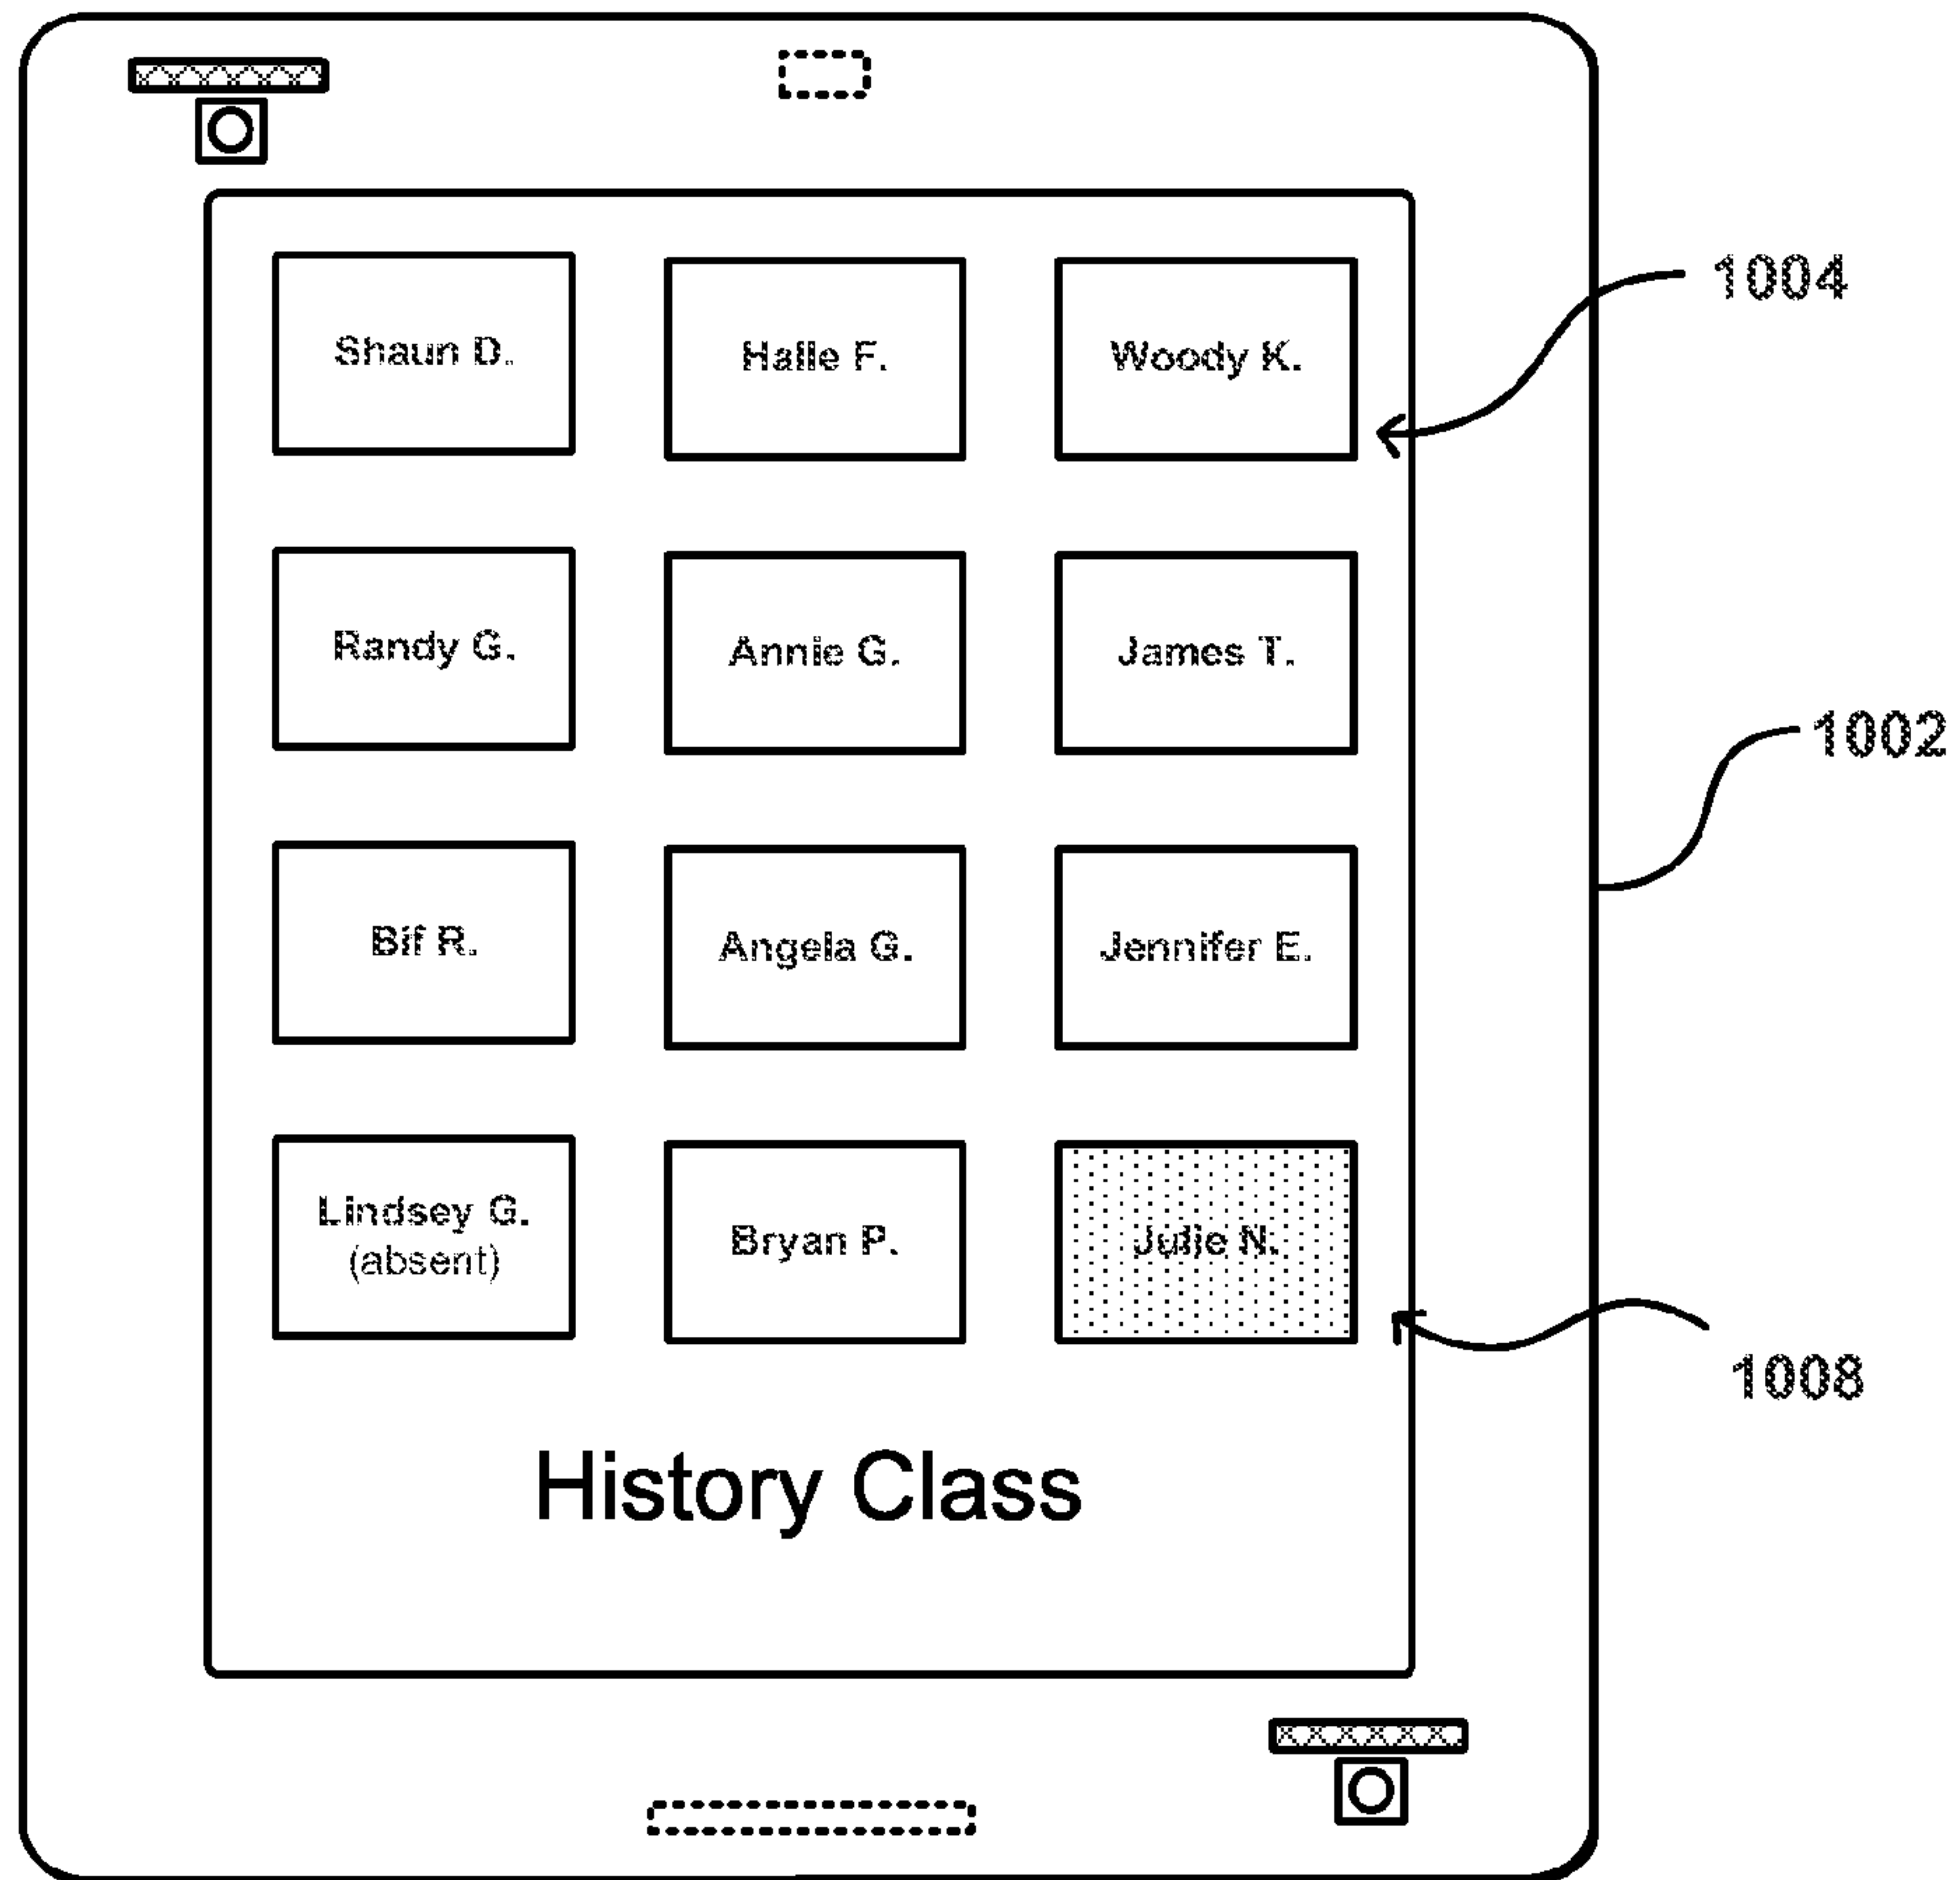 Shaun D.
Halle F.
Woody K.
1004
Randy G.
Annie G.
James T.
1002
Bif R.
Angela G.
Jennifer E.
Lindsey G.
(absent)
Bryan P.
Julie N.
1008
History Class